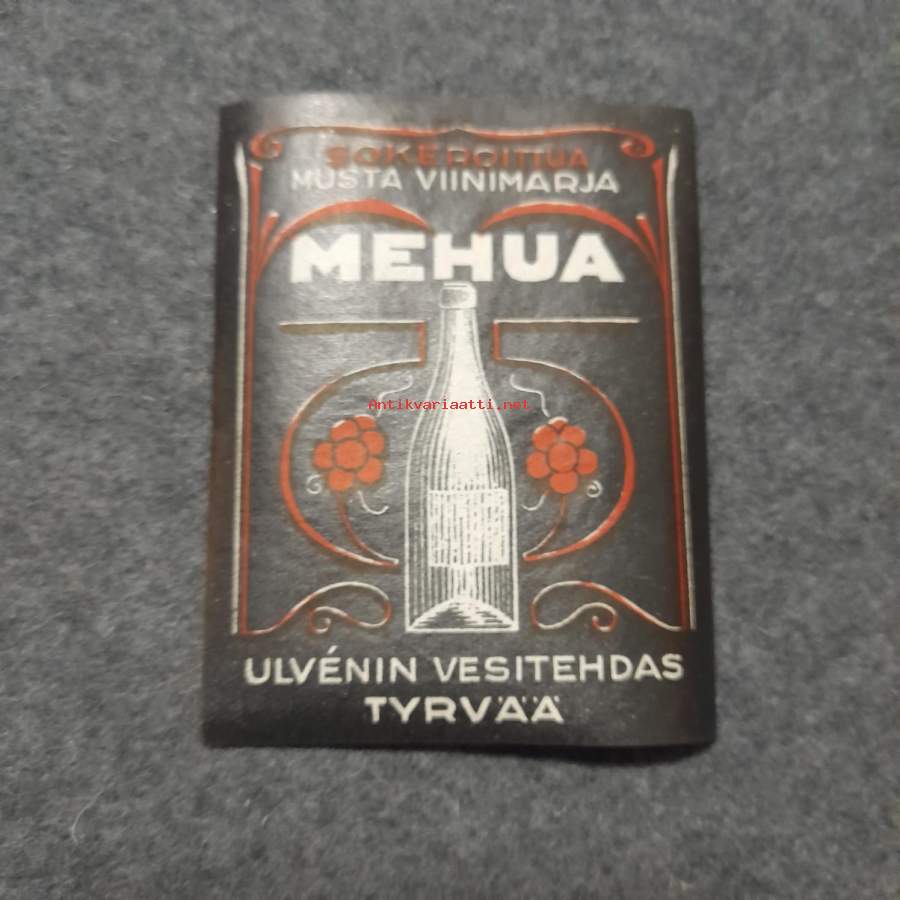 SOKEROITUA
MUSTA VIINIMARJA
MEHUA
Antikvariaatti.net
ULVÉNIN VESITEHDAS
TYRVÄÄ